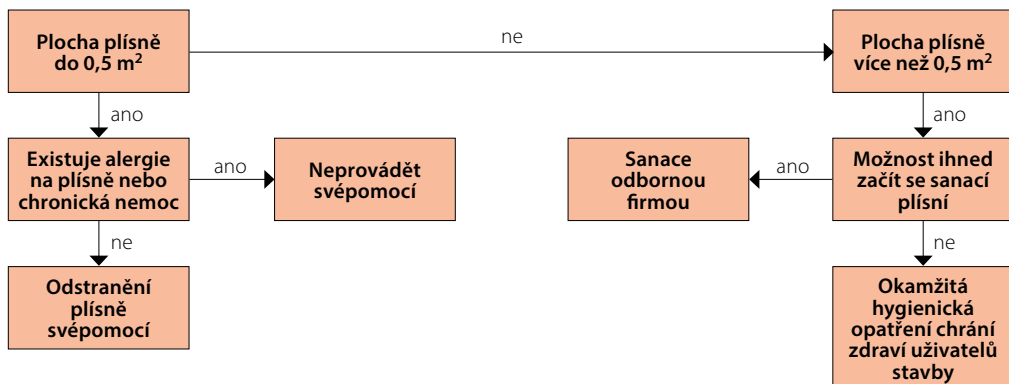 Plocha plísně
do 0,5 m²
ne
Plocha plísně
více než 0,5 m²
ano
ano
Existuje alergie
na plísně nebo
chronická nemoc
ano
Neprovádět
svépomocí
Sanace
odbornou
firmou
ano
Možnost ihned
začít se sanací
plísní
ne
ne
Odstranění
plísně
svépomocí
Okamžitá
hygienická
opatření chrání
zdraví uživatelů
stavby